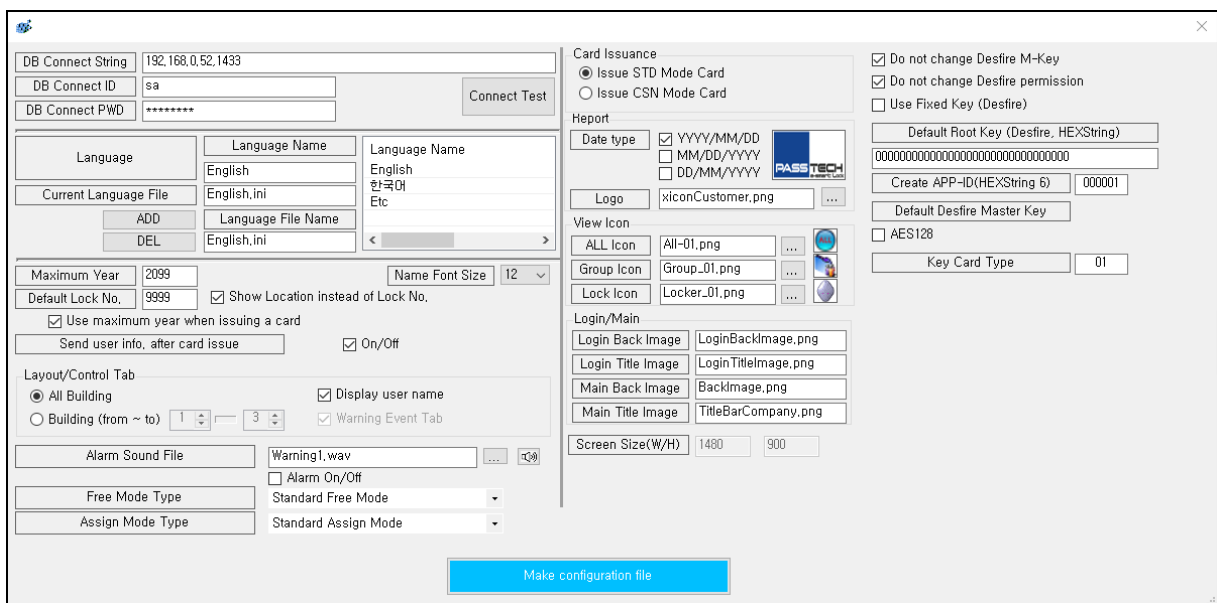 DB Connect String 192,168,0,52,1433
DB Connect ID sa
DB Connect PWD ********
Connect Test
Language
Language Name
English
Current Language File English,ini
ADD
Language File Name
DEL
English,ini
Language Name
English
한국어
Etc
Maximum Year 2099
Name Font Size 12
Default Lock No, 9999
Show Location instead of Lock No,
Use maximum year when issuing a card
Send user info, after card issue
On/Off
Layout/Control Tab
All Building
Display user name
Building (from ~ to) 1 3
Warning Event Tab
Alarm Sound File Warning1,wav ...
Alarm On/Off
Free Mode Type Standard Free Mode
Assign Mode Type Standard Assign Mode
Card Issuance
Issue STD Mode Card
Issue CSN Mode Card
Report
Date type
YYYY/MM/DD
MM/DD/YYYY
DD/MM/YYYY
PASSTECH
Logo xiconCustomer,png ...
View Icon
ALL Icon All-01,png ...
Group Icon Group_01,png ...
Lock Icon Locker_01,png ...
Login/Main
Login Back Image LoginBackImage,png
Login Title Image LoginTitleImage,png
Main Back Image BackImage,png
Main Title Image TitleBarCompany,png
Screen Size(W/H) 1480 900
Do not change Desfire M-Key
Do not change Desfire permission
Use Fixed Key (Desfire)
Default Root Key (Desfire, HEXString)
00000000000000000000000000000000
Create APP-ID(HEXString 6) 000001
Default Desfire Master Key
AES128
Key Card Type 01
Make configuration file